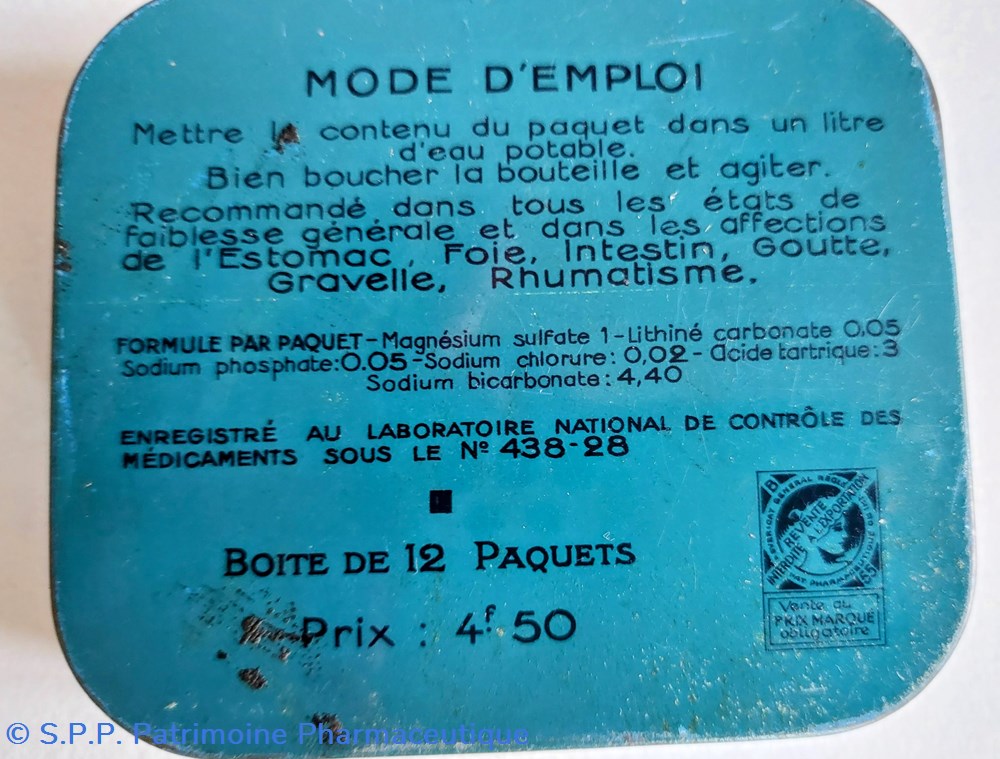 MODE D'EMPLOI
Mettre le contenu du paquet dans un litre
d'eau potable.
Bien boucher la bouteille et agiter.
Recommandé dans tous les états de
faiblesse générale et dans les affections
de l'Estomac, Foie, Intestin, Goutte,
Gravelle, Rhumatisme.
FORMULE PAR PAQUET - Magnésium sulfate 1 - Lithiné carbonate 0.05
Sodium phosphate: 0.05 - Sodium chlorure: 0,02 - Acide tartrique: 3
Sodium bicarbonate: 4,40
ENREGISTRÉ AU LABORATOIRE NATIONAL DE CONTRÔLE DES
MÉDICAMENTS SOUS LE Nº 438-28
BOITE DE 12 PAQUETS
Prix : 4f 50
B
REVENTE
INTERDITE A L'EXPORTATION
55
Vente au
PRIX MARQUÉ
obligatoire
© S.P.P. Patrimoine Pharmaceutique